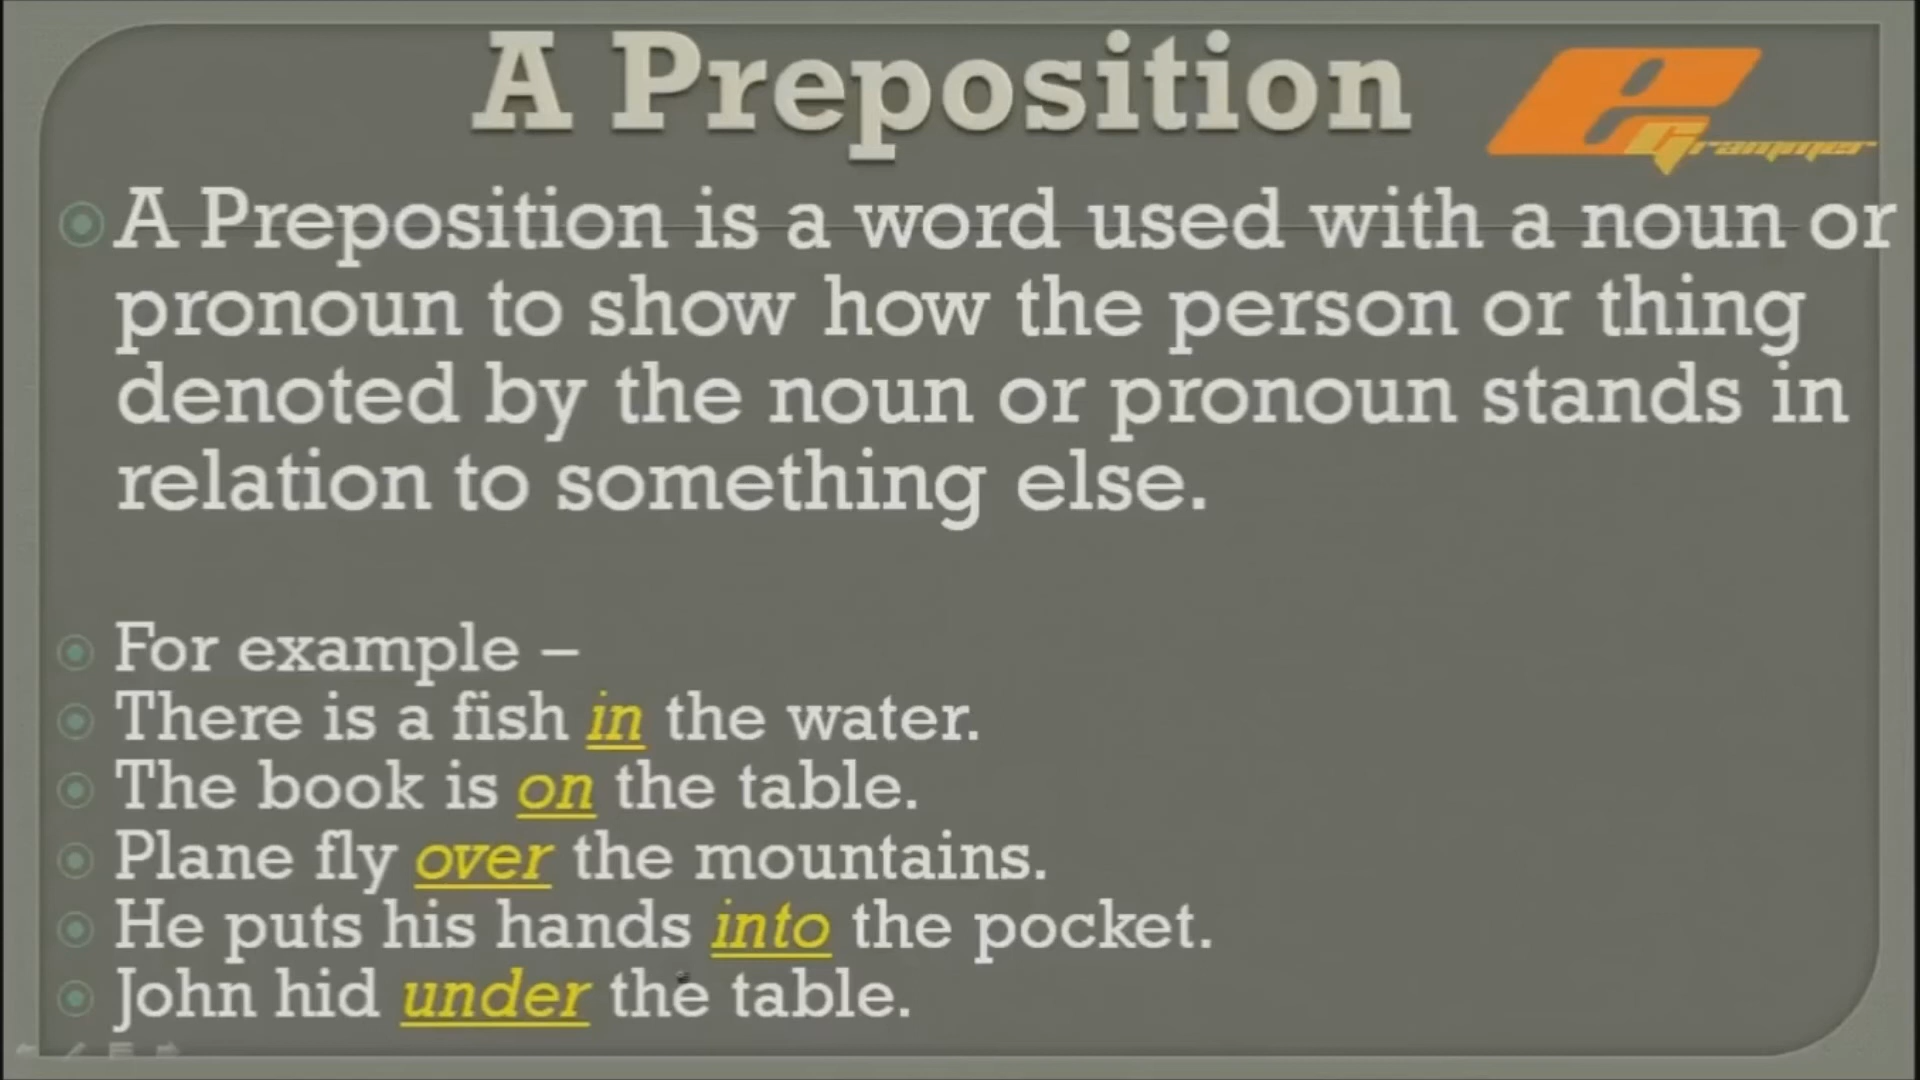 A Preposition
e Grammer
A Preposition is a word used with a noun or
pronoun to show how the person or thing
denoted by the noun or pronoun stands in
relation to something else.
For example –
There is a fish in the water.
The book is on the table.
Plane fly over the mountains.
He puts his hands into the pocket.
John hid under the table.